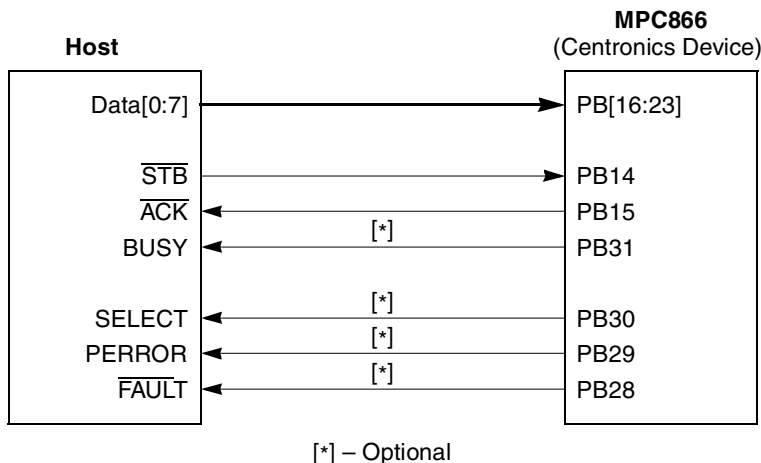 MPC866
Host (Centronics Device)
Data[0:7] PB[16:23]
STB PB14
ACK PB15
[*]
BUSY PB31
[*]
SELECT PB30
[*]
PERROR PB29
[*]
FAULT PB28
[*] – Optional